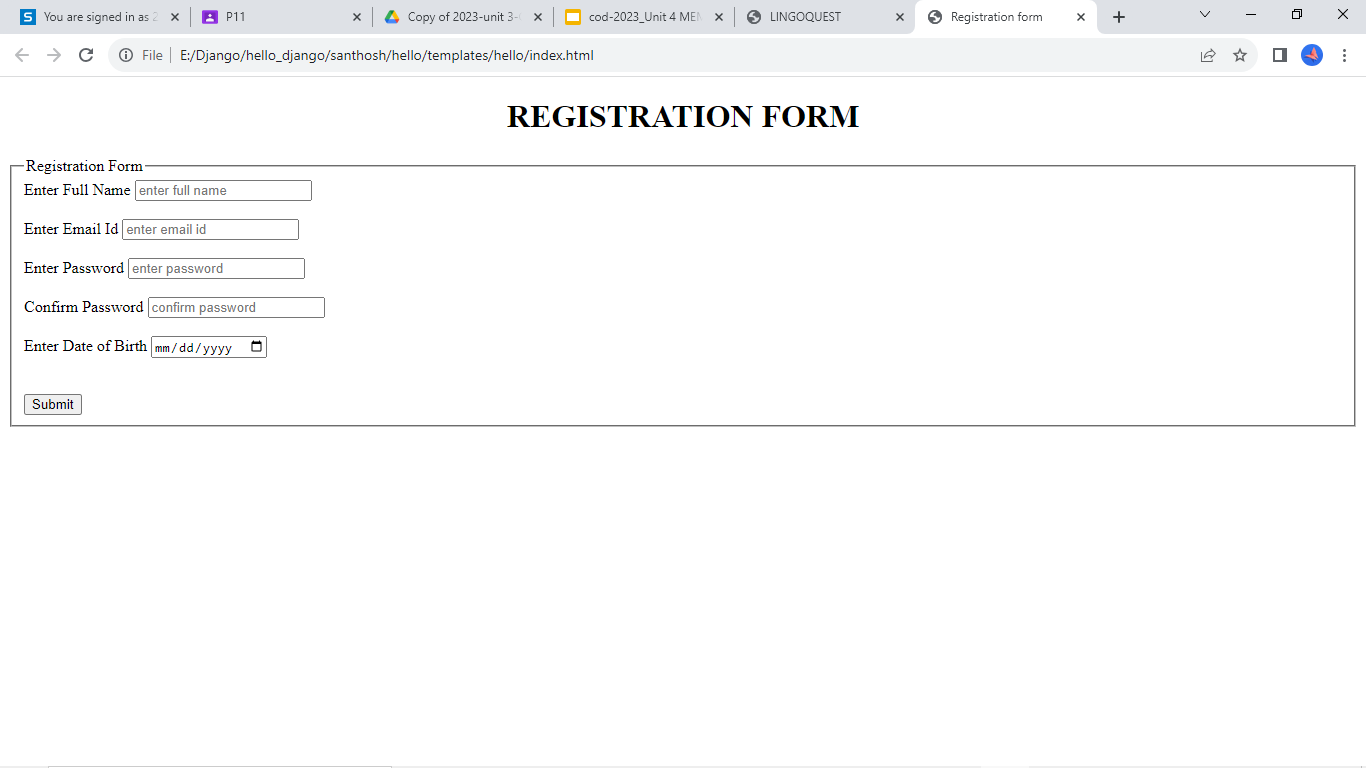 You are signed in as 2
P11
Copy of 2023-unit 3-
cod-2023_Unit 4 MEM
LINGOQUEST
Registration form
File
E:/Django/hello_django/santhosh/hello/templates/hello/index.html
REGISTRATION FORM
Registration Form
Enter Full Name enter full name
Enter Email Id enter email id
Enter Password enter password
Confirm Password confirm password
Enter Date of Birth mm/dd/yyyy
Submit